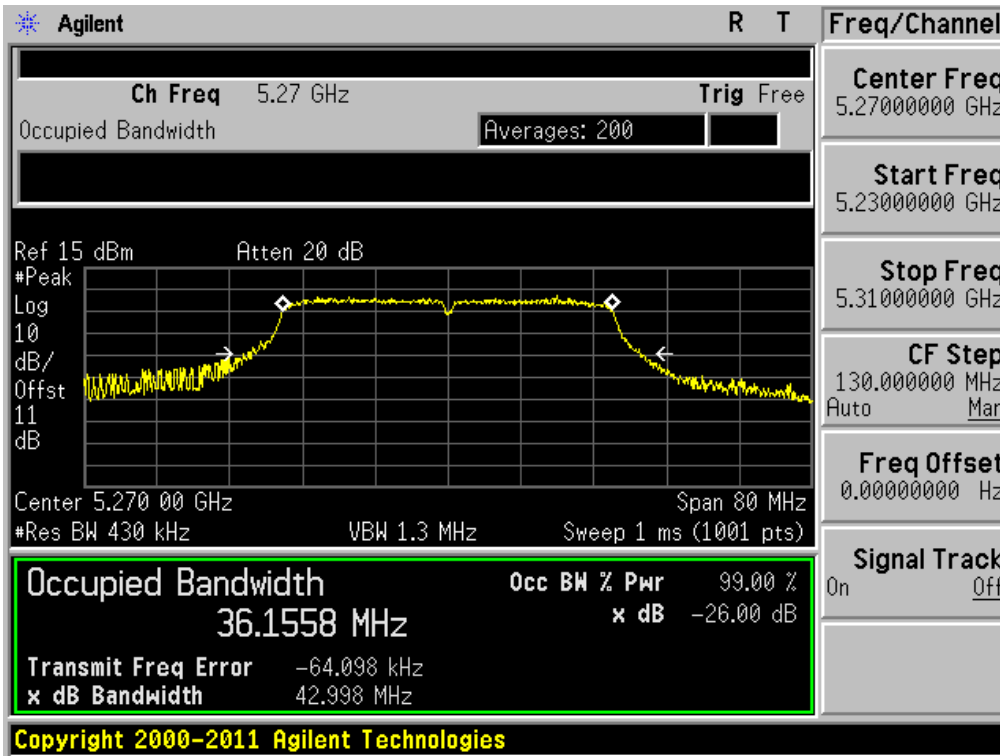 Agilent R T Freq/Channel
Ch Freq 5.27 GHz Trig Free
Occupied Bandwidth Averages: 200
Center Freq
5.27000000 GHz
Start Freq
5.23000000 GHz
Ref 15 dBm Atten 20 dB
#Peak
Log
10
dB/
Offst
11
dB
Stop Freq
5.31000000 GHz
CF Step
130.000000 MHz
Auto Man
Center 5.270 00 GHz Span 80 MHz
#Res BW 430 kHz VBW 1.3 MHz Sweep 1 ms (1001 pts)
Freq Offset
0.00000000 Hz
Signal Track
On Off
Occupied Bandwidth Occ BW % Pwr 99.00 %
36.1558 MHz x dB -26.00 dB
Transmit Freq Error -64.098 kHz
x dB Bandwidth 42.998 MHz
Copyright 2000-2011 Agilent Technologies